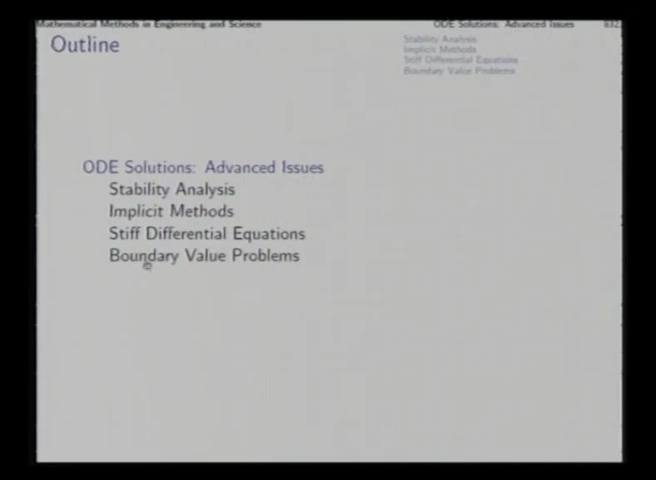 Mathematical Methods in Engineering and Science
ODE Solutions: Advanced Issues
Outline
Stability Analysis
Implicit Methods
Stiff Differential Equations
Boundary Value Problems
ODE Solutions: Advanced Issues
Stability Analysis
Implicit Methods
Stiff Differential Equations
Boundary Value Problems